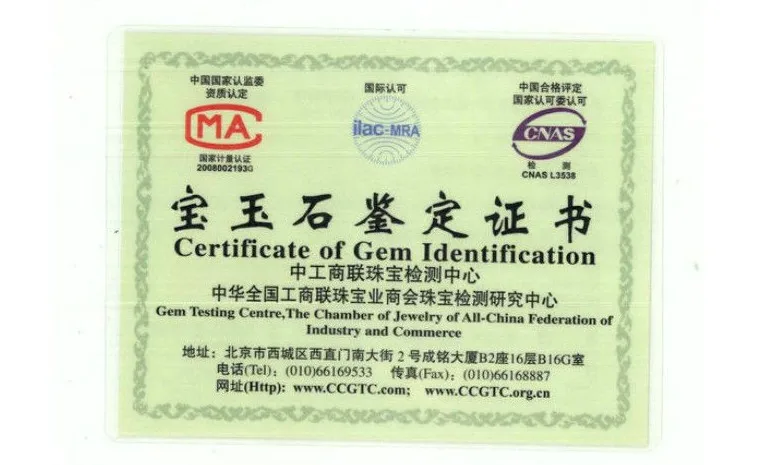 中国国家认监委
资质认定
MA
国家计量认证
2008002193G
国际认可
ilac-MRA
中国合格评定
国家认可委认可
CNAS
检 测
CNAS L3538
宝玉石鉴定证书
Certificate of Gem Identification
中工商联珠宝检测中心
中华全国工商联珠宝业商会珠宝检测研究中心
Gem Testing Centre,The Chamber of Jewelry of All-China Federation of
Industry and Commerce
地址：北京市西城区西直门南大街 2 号成铭大厦B2座16层B16G室
电话(Tel)：(010)66169533 传真(Fax)：(010)66168887
网址(Http): www.CCGTC.com; www.CCGTC.org.cn